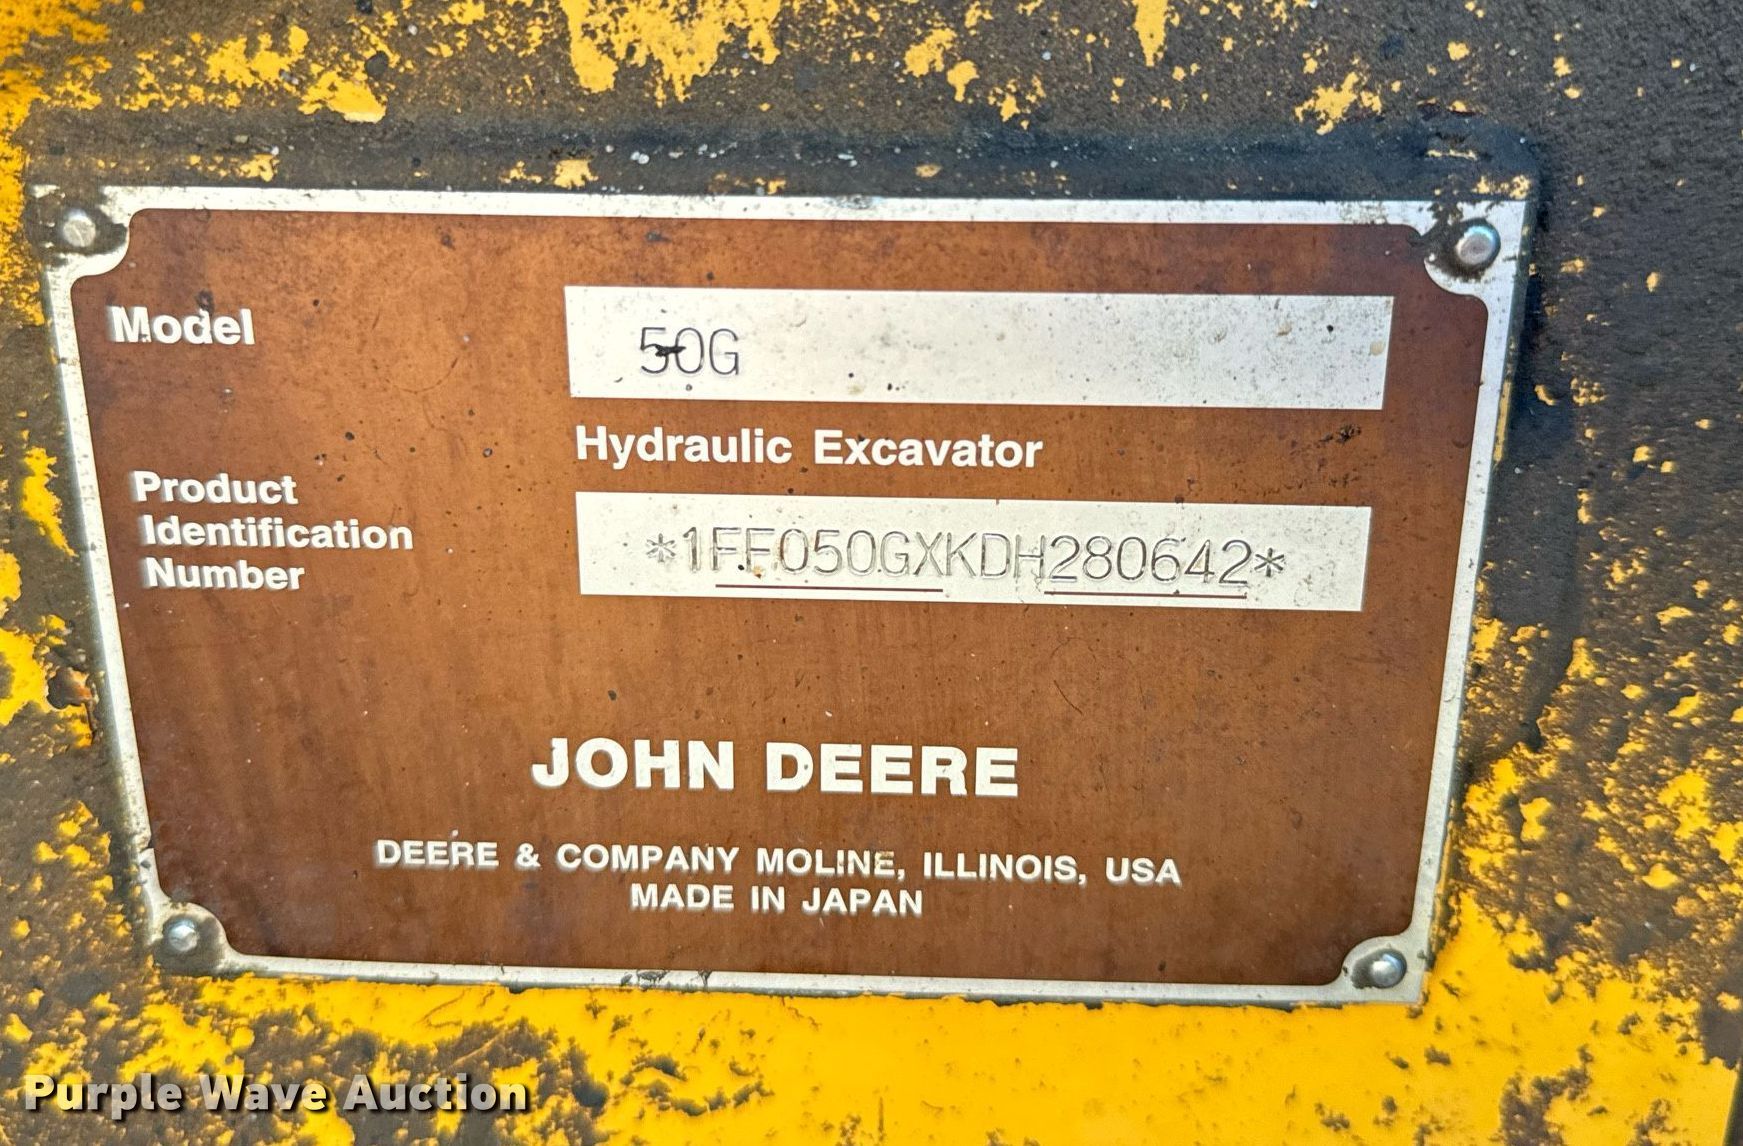 Model
50G
Hydraulic Excavator
Product
Identification
Number
*1FF050GXKDH280642*
JOHN DEERE
DEERE & COMPANY MOLINE, ILLINOIS, USA
MADE IN JAPAN
Purple Wave Auction